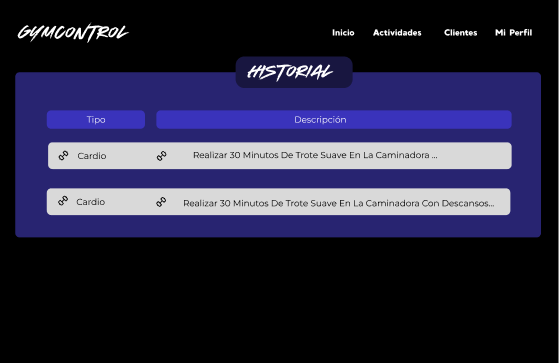 GYMCONTROL
Inicio Actividades Clientes Mi Perfil
HISTORIAL
Tipo Descripción
Cardio Realizar 30 Minutos De Trote Suave En La Caminadora ...
Cardio Realizar 30 Minutos De Trote Suave En La Caminadora Con Descansos...